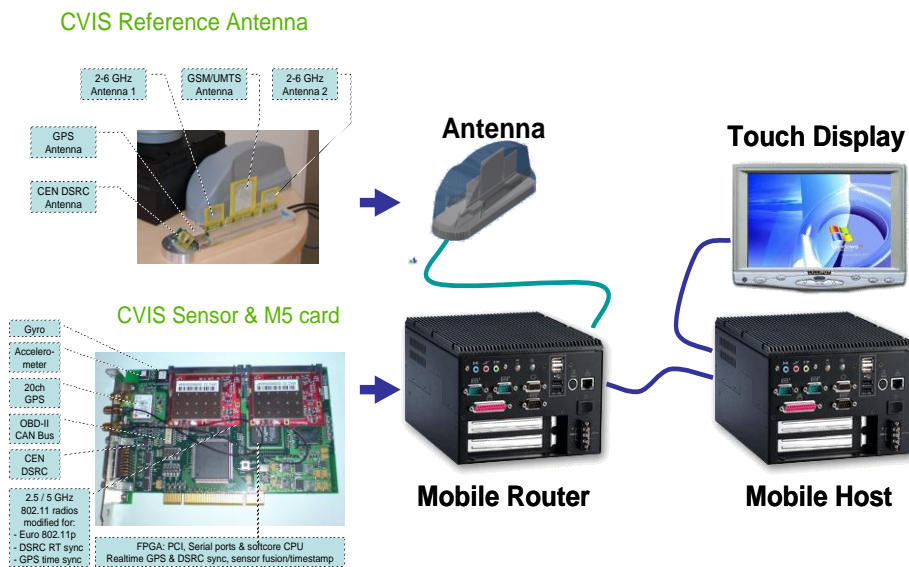 CVIS Reference Antenna
2-6 GHz
Antenna 1
GSM/UMTS
Antenna
2-6 GHz
Antenna 2
GPS
Antenna
CEN DSRC
Antenna
Antenna
Touch Display
CVIS Sensor & M5 card
Gyro
Accelero-
meter
20ch
GPS
OBD-II
CAN Bus
CEN
DSRC
2.5 / 5 GHz
802.11 radios
modified for:
- Euro 802.11p
- DSRC RT sync
- GPS time sync
FPGA: PCI, Serial ports & softcore CPU
Realtime GPS & DSRC sync, sensor fusion/timestamp
Mobile Router
Mobile Host